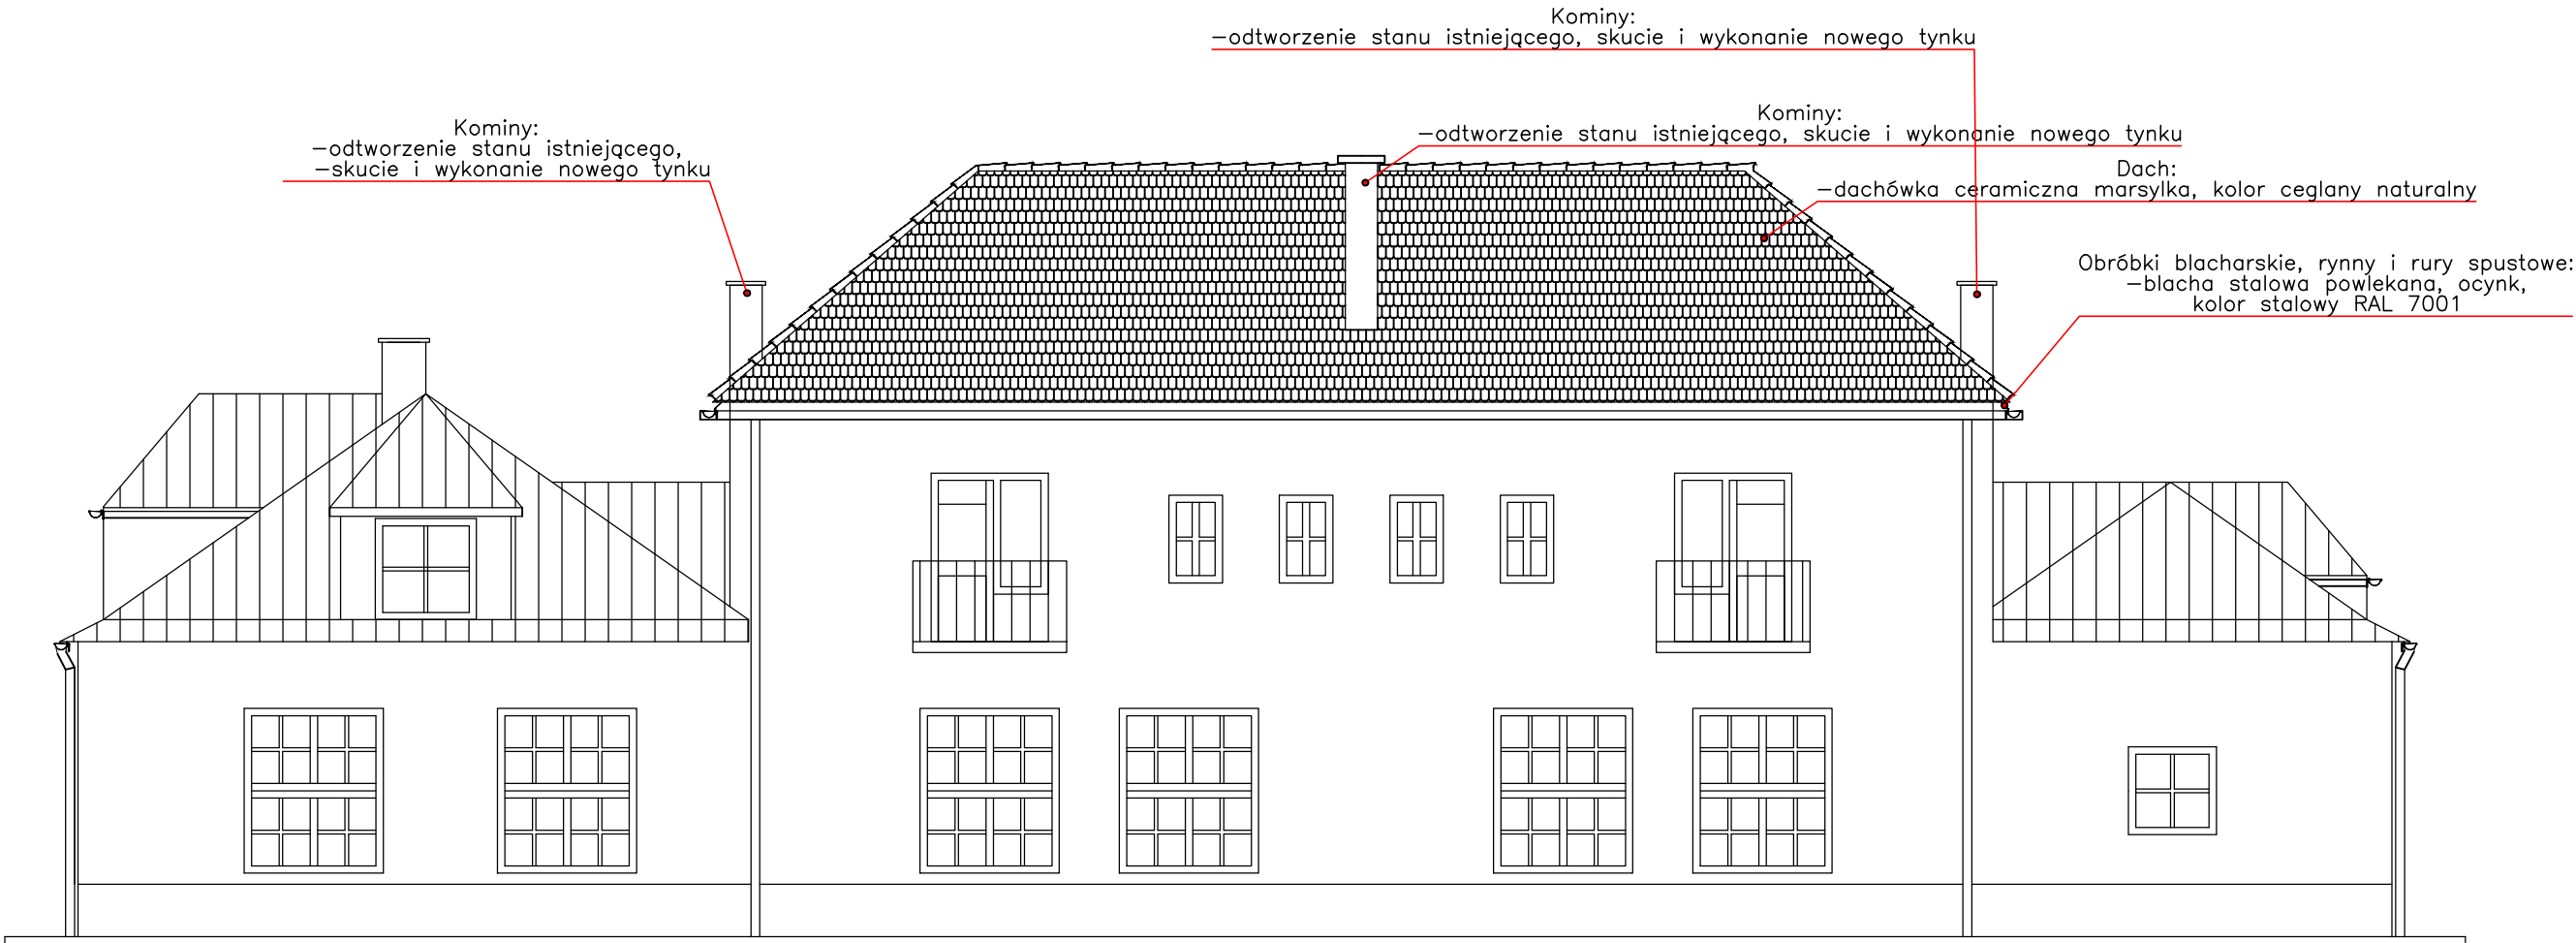 Kominy:
-odtworzenie stanu istniejącego, skucie i wykonanie nowego tynku
Kominy:
-odtworzenie stanu istniejącego, skucie i wykonanie nowego tynku
Kominy:
-odtworzenie stanu istniejącego,
-skucie i wykonanie nowego tynku
Dach:
-dachówka ceramiczna marsylka, kolor ceglany naturalny
Obróbki blacharskie, rynny i rury spustowe:
-blacha stalowa powlekana, ocynk,
kolor stalowy RAL 7001